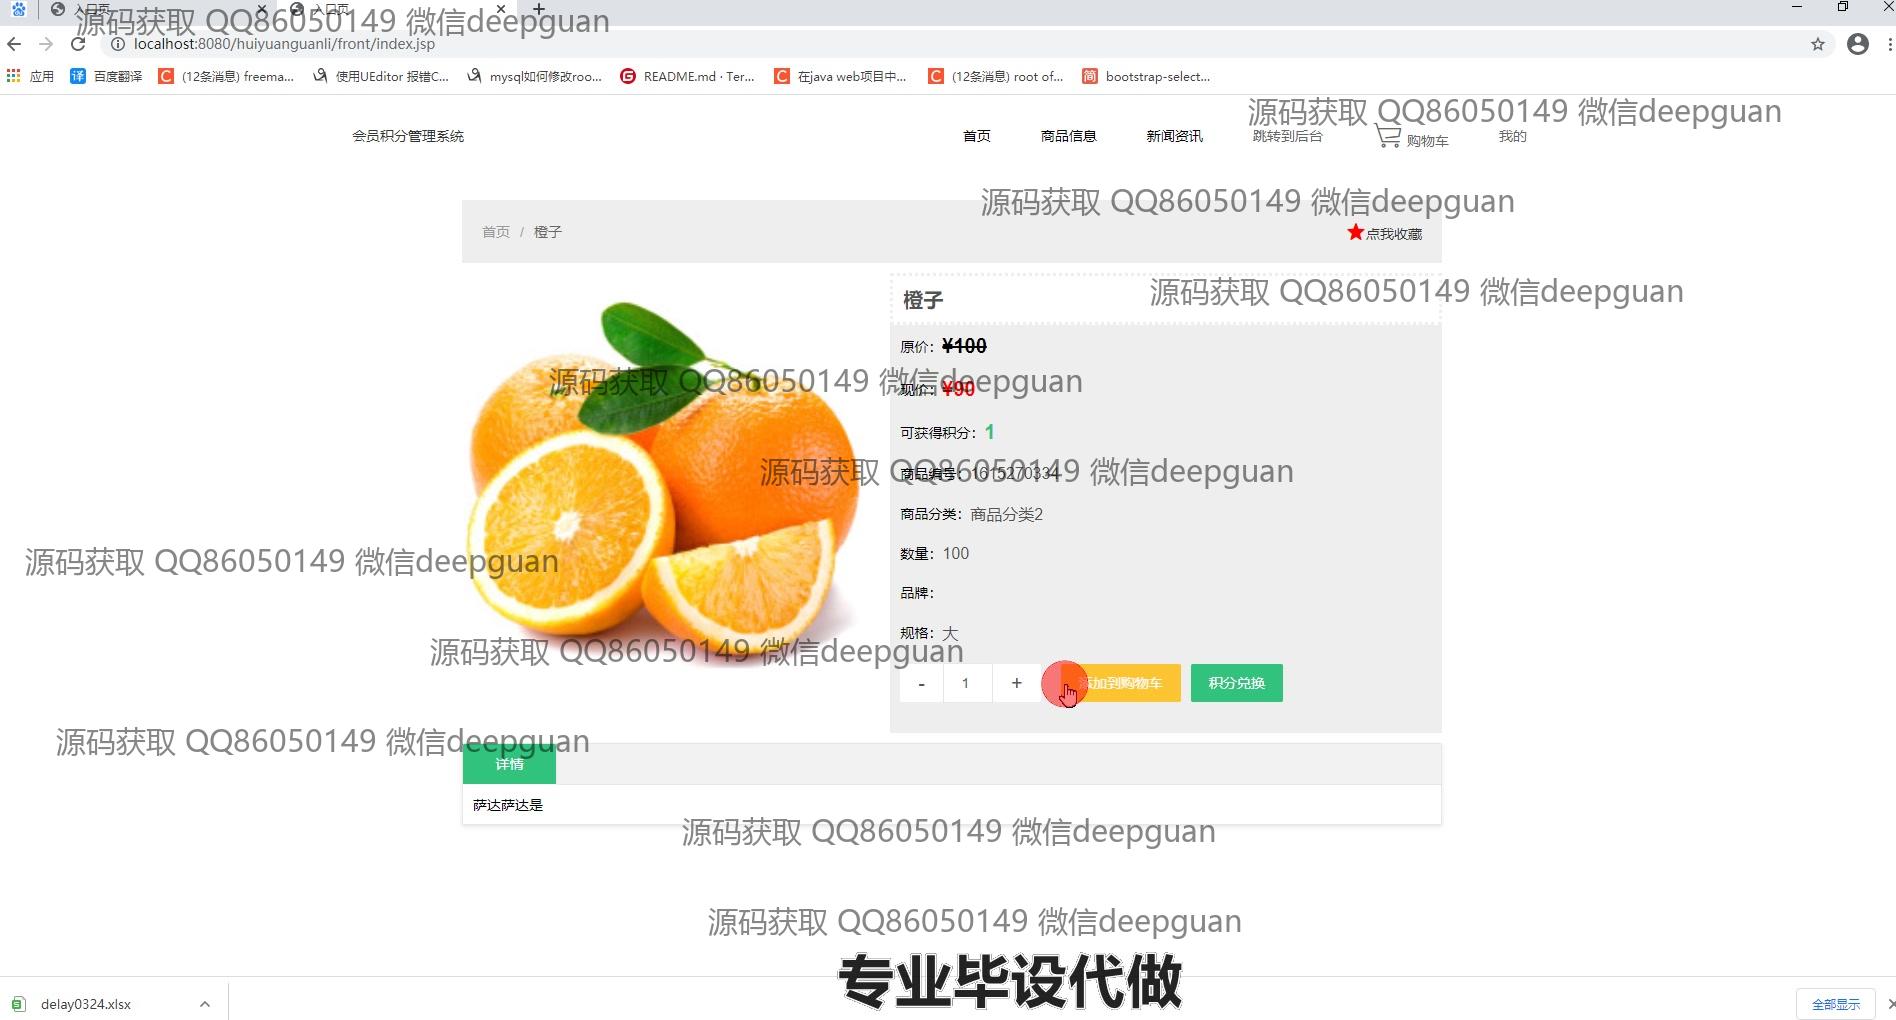 入口页
入口页
源码获取 QQ86050149 微信deepguan
localhost:8080/huiyuanguanli/front/index.jsp
应用
百度翻译
(12条消息) freema...
使用UEditor 报错C...
mysql如何修改roo...
README.md · Ter...
在java web项目中...
(12条消息) root of...
bootstrap-select...
源码获取 QQ86050149 微信deepguan
会员积分管理系统
首页
商品信息
新闻资讯
跳转到后台
购物车
我的
源码获取 QQ86050149 微信deepguan
首页 / 橙子
点我收藏
源码获取 QQ86050149 微信deepguan
橙子
原价：¥100
源码获取 QQ86050149 微信deepguan
现价：¥90
可获得积分：1
源码获取 QQ86050149 微信deepguan
商品编号：1615270334
商品分类：商品分类2
数量：100
源码获取 QQ86050149 微信deepguan
品牌：
规格：大
源码获取 QQ86050149 微信deepguan
- 1 +
添加到购物车
积分兑换
源码获取 QQ86050149 微信deepguan
详情
萨达萨达是
源码获取 QQ86050149 微信deepguan
源码获取 QQ86050149 微信deepguan
专业毕设代做
delay0324.xlsx
全部显示